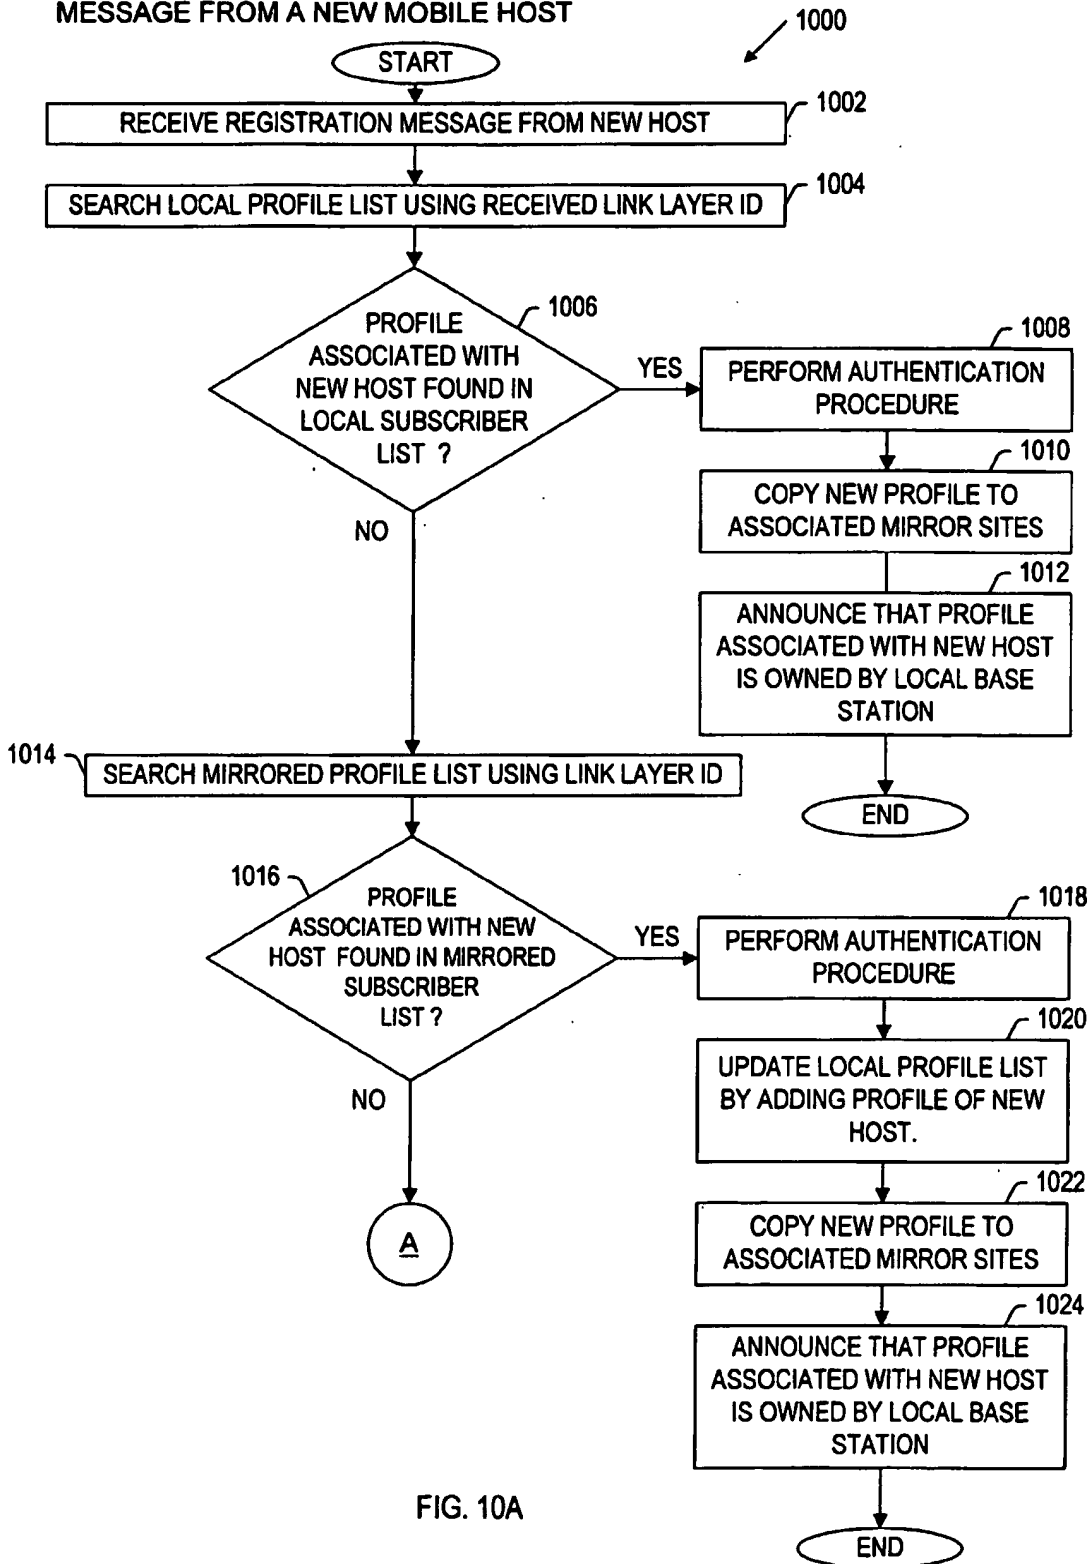 MESSAGE FROM A NEW MOBILE HOST
1000
START
1002
RECEIVE REGISTRATION MESSAGE FROM NEW HOST
1004
SEARCH LOCAL PROFILE LIST USING RECEIVED LINK LAYER ID
1006
PROFILE
ASSOCIATED WITH
NEW HOST FOUND IN
LOCAL SUBSCRIBER
LIST ?
YES
NO
1008
PERFORM AUTHENTICATION
PROCEDURE
1010
COPY NEW PROFILE TO
ASSOCIATED MIRROR SITES
1012
ANNOUNCE THAT PROFILE
ASSOCIATED WITH NEW HOST
IS OWNED BY LOCAL BASE
STATION
END
1014
SEARCH MIRRORED PROFILE LIST USING LINK LAYER ID
1016
PROFILE
ASSOCIATED WITH NEW
HOST FOUND IN MIRRORED
SUBSCRIBER
LIST ?
YES
NO
A
1018
PERFORM AUTHENTICATION
PROCEDURE
1020
UPDATE LOCAL PROFILE LIST
BY ADDING PROFILE OF NEW
HOST.
1022
COPY NEW PROFILE TO
ASSOCIATED MIRROR SITES
1024
ANNOUNCE THAT PROFILE
ASSOCIATED WITH NEW HOST
IS OWNED BY LOCAL BASE
STATION
END
FIG. 10A